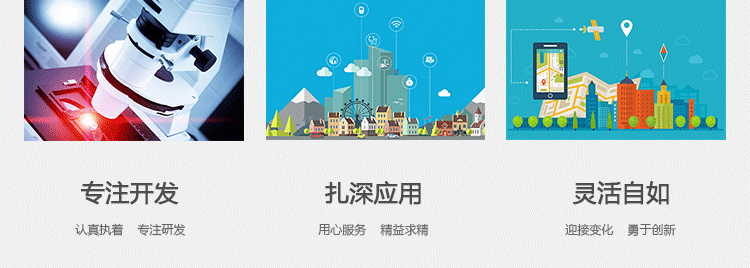 专注开发
认真执着 专注研发
扎深应用
用心服务 精益求精
灵活自如
迎接变化 勇于创新